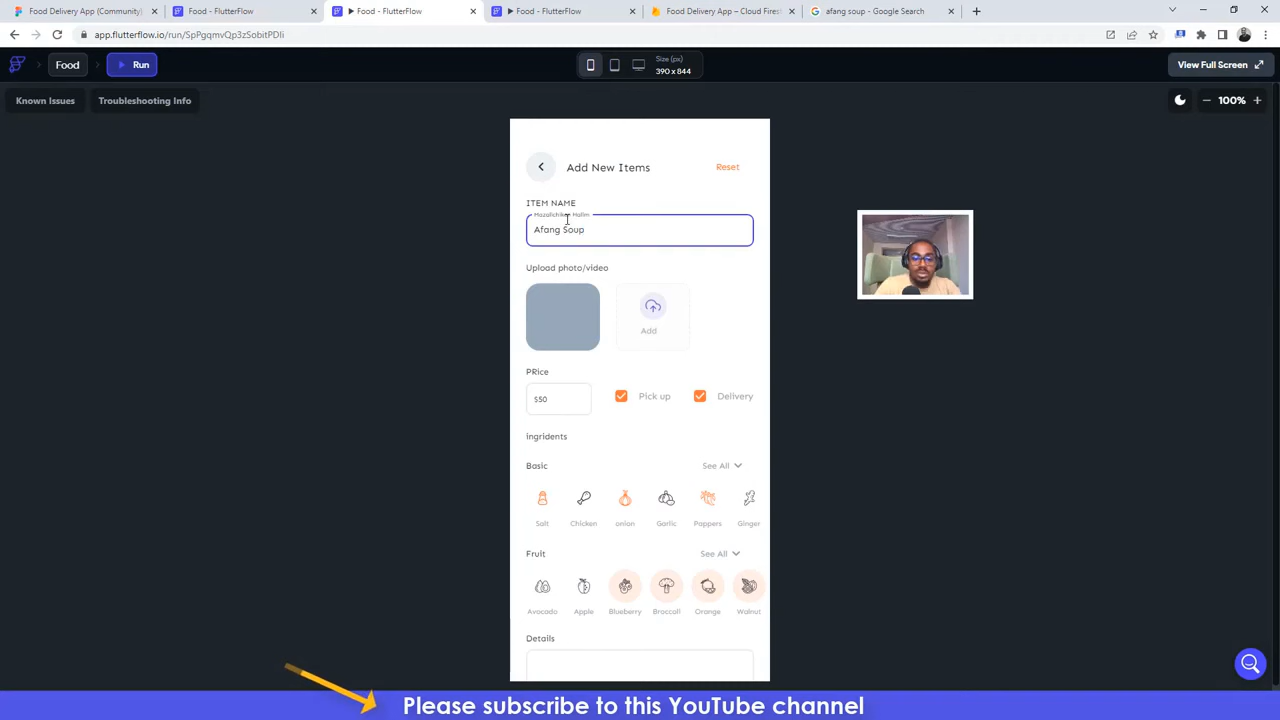 Food Delivery App (Community)
Food - FlutterFlow
Food - FlutterFlow
Food - FlutterFlow
Food Delivery App – Cloud Fires
afang soup - Google Search
app.flutterflow.io/run/SpPgqmvQp3zSobitPDIi
Food
Run
Size (px)
390 x 844
View Full Screen
Known Issues
Troubleshooting Info
100%
Add New Items
Reset
ITEM NAME
Halim
Afang Soup
Upload photo/video
Add
PRice
$50
Pick up
Delivery
ingridents
Basic
See All
Salt
Chicken
onion
Garlic
Pappers
Ginger
Fruit
See All
Avocado
Apple
Blueberry
Broccoli
Orange
Walnut
Details
Please subscribe to this YouTube channel